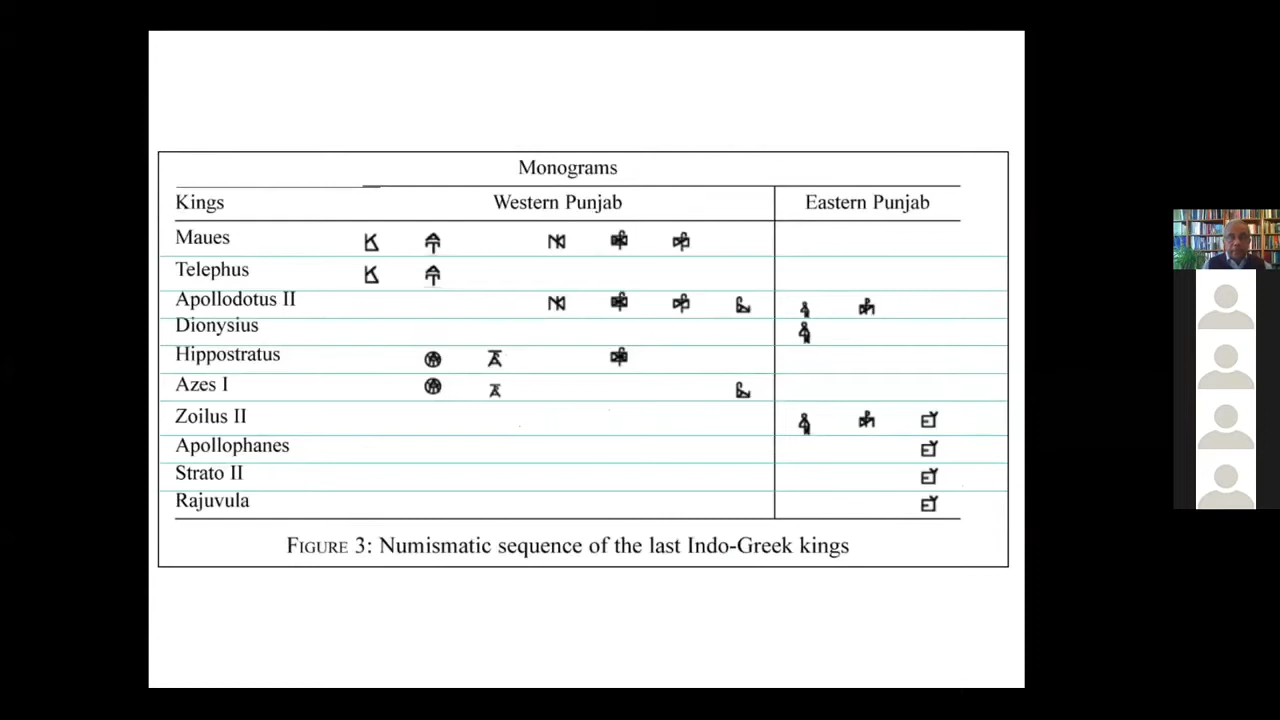 Monograms
Kings Western Punjab Eastern Punjab
Maues
Telephus
Apollodotus II
Dionysius
Hippostratus
Azes I
Zoilus II
Apollophanes
Strato II
Rajuvula
FIGURE 3: Numismatic sequence of the last Indo-Greek kings